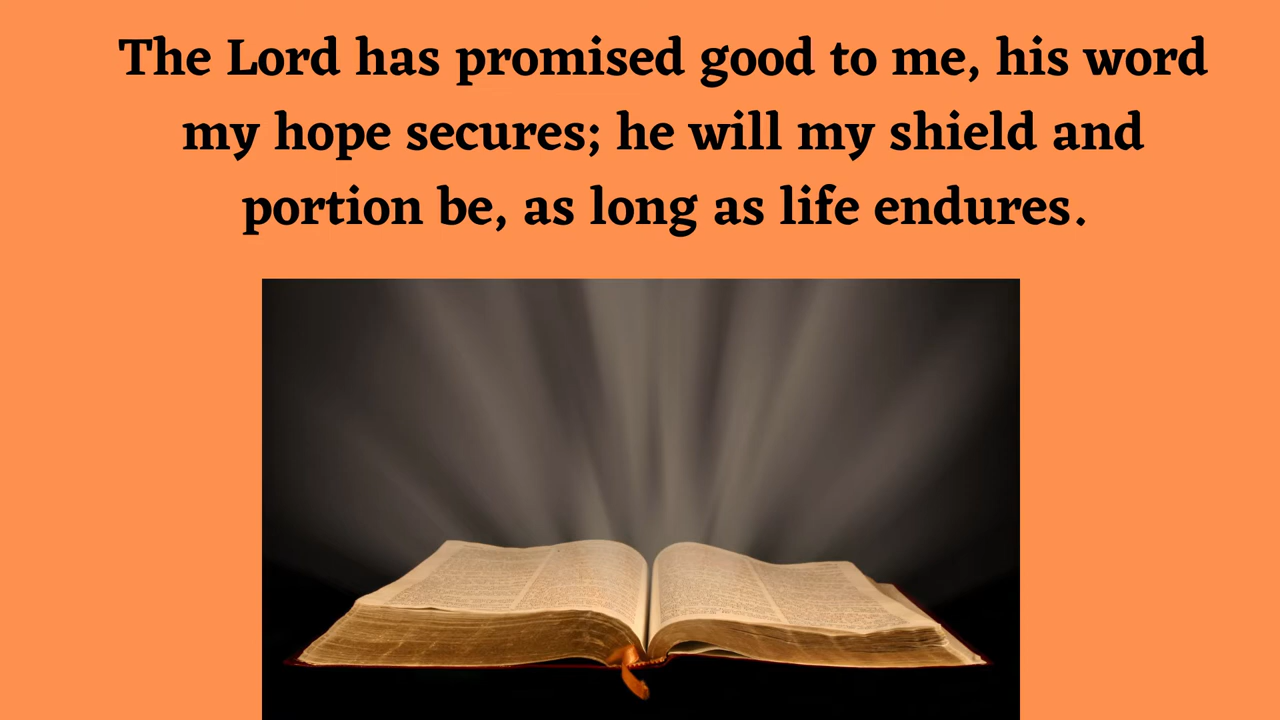 The Lord has promised good to me, his word
my hope secures; he will my shield and
portion be, as long as life endures.